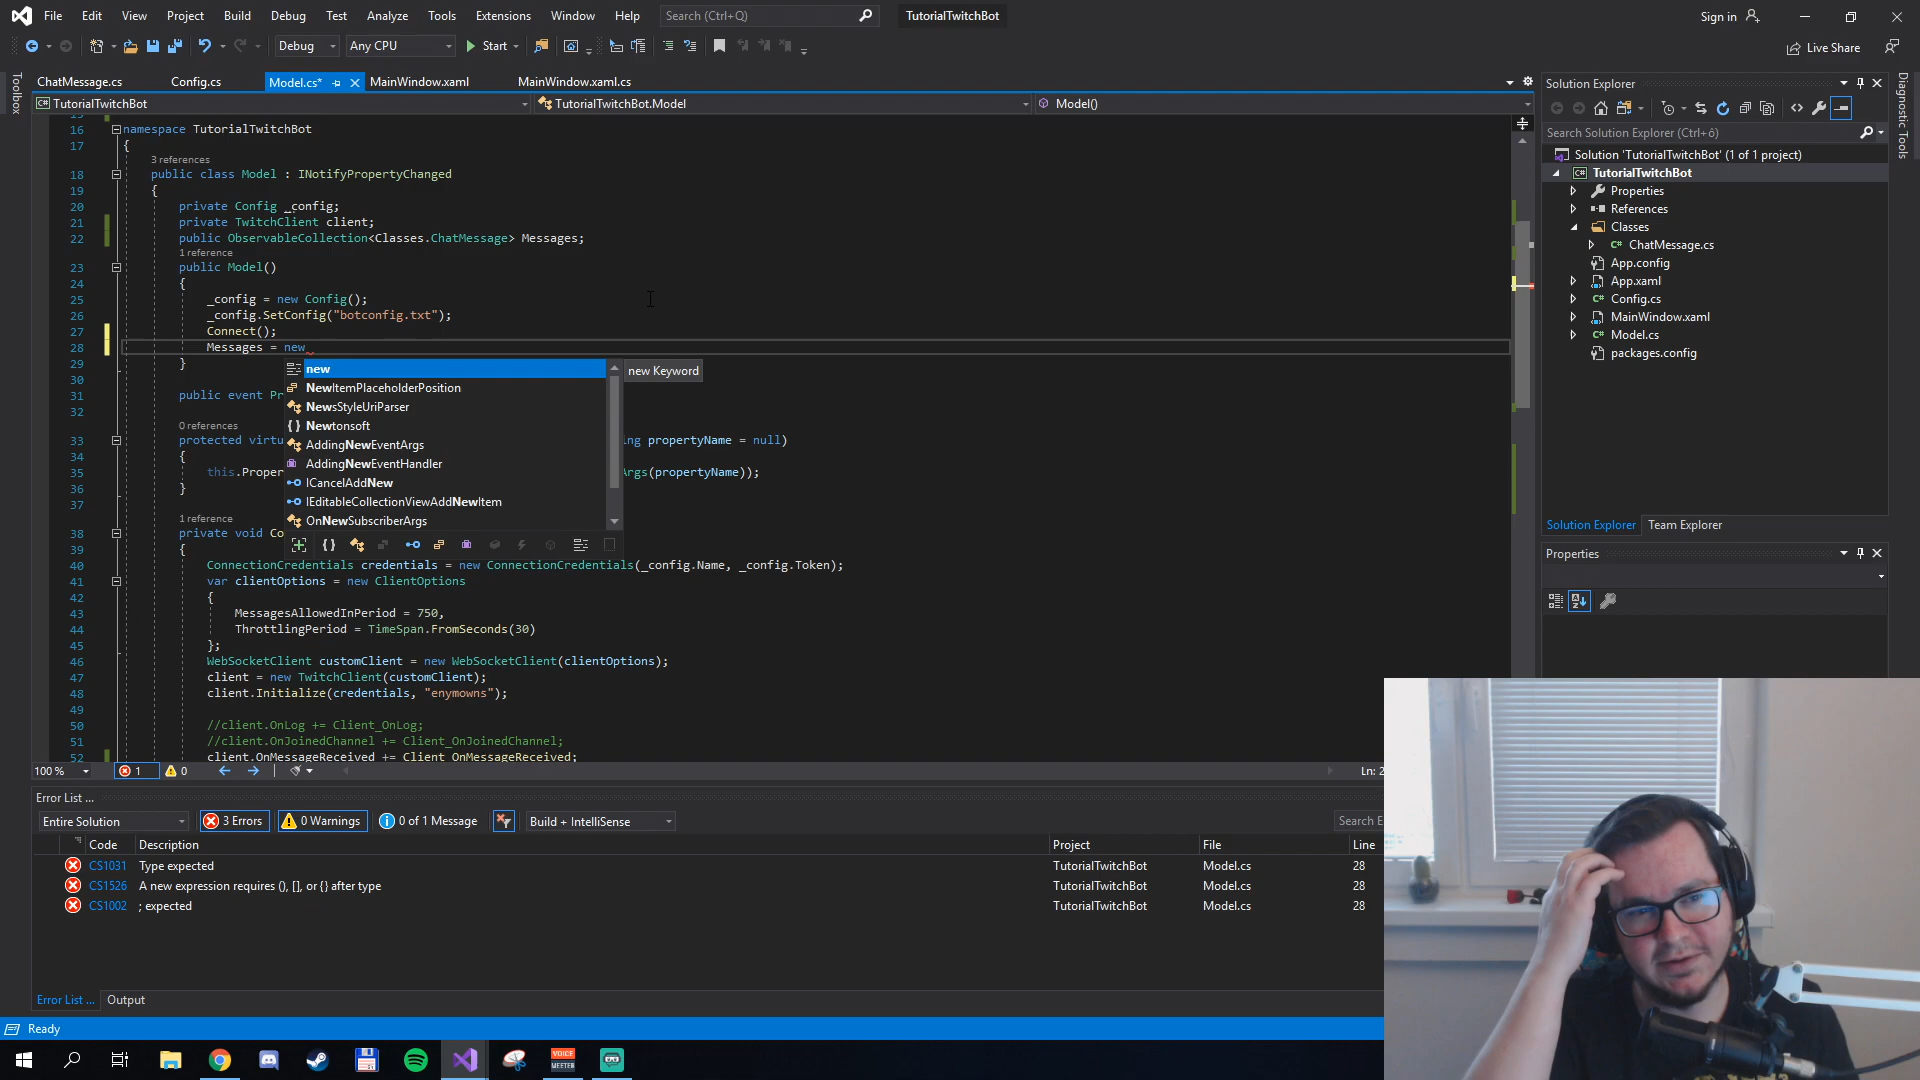 File Edit View Project Build Debug Test Analyze Tools Extensions Window Help Search (Ctrl+Q) TutorialTwitchBot Sign in
Debug Any CPU Start Live Share
Toolbox
ChatMessage.cs Config.cs Model.cs* MainWindow.xaml MainWindow.xaml.cs
TutorialTwitchBot TutorialTwitchBot.Model Model()
15
16 namespace TutorialTwitchBot
17 {
3 references
18 public class Model : INotifyPropertyChanged
19 {
20 private Config _config;
21 private TwitchClient client;
22 public ObservableCollection<Classes.ChatMessage> Messages;
1 reference
23 public Model()
24 {
25 _config = new Config();
26 _config.SetConfig("botconfig.txt");
27 Connect();
28 Messages = new
29 }
30
31 public event Pr
32
0 references
33 protected virtu ng propertyName = null)
34 {
35 this.Proper Args(propertyName));
36 }
37
1 reference
38 private void Co
39 {
40 ConnectionCredentials credentials = new ConnectionCredentials(_config.Name, _config.Token);
41 var clientOptions = new ClientOptions
42 {
43 MessagesAllowedInPeriod = 750,
44 ThrottlingPeriod = TimeSpan.FromSeconds(30)
45 };
46 WebSocketClient customClient = new WebSocketClient(clientOptions);
47 client = new TwitchClient(customClient);
48 client.Initialize(credentials, "enymowns");
49
50 //client.OnLog += Client_OnLog;
51 //client.OnJoinedChannel += Client_OnJoinedChannel;
52 client.OnMessageReceived += Client_OnMessageReceived;
new
NewItemPlaceholderPosition
NewsStyleUriParser
{ } Newtonsoft
AddingNewEventArgs
AddingNewEventHandler
ICancelAddNew
IEditableCollectionViewAddNewItem
OnNewSubscriberArgs
new Keyword
100 % 1 0 Ln: 2
Error List ...
Entire Solution 3 Errors 0 Warnings 0 of 1 Message Build + IntelliSense Search E
Code Description Project File Line
CS1031 Type expected TutorialTwitchBot Model.cs 28
CS1526 A new expression requires (), [], or {} after type TutorialTwitchBot Model.cs 28
CS1002 ; expected TutorialTwitchBot Model.cs 28
Error List ... Output
Ready
Solution Explorer
Search Solution Explorer (Ctrl+ô)
Solution 'TutorialTwitchBot' (1 of 1 project)
TutorialTwitchBot
Properties
References
Classes
C# ChatMessage.cs
App.config
App.xaml
C# Config.cs
MainWindow.xaml
C# Model.cs
packages.config
Solution Explorer Team Explorer
Properties
Diagnostic Tools
VOICE
MEETER